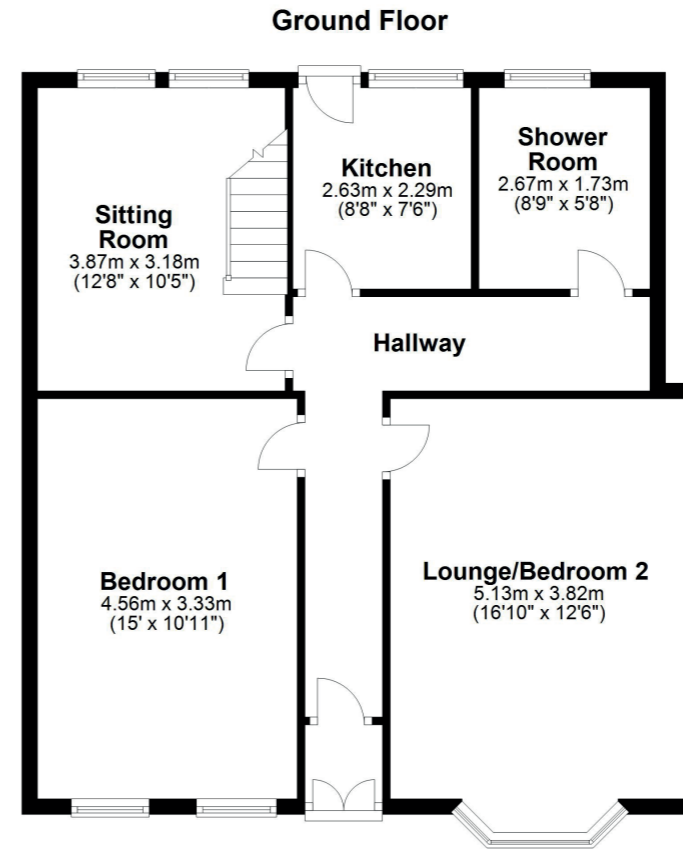 Ground Floor
Sitting
Room
3.87m x 3.18m
(12'8" x 10'5")
Kitchen
2.63m x 2.29m
(8'8" x 7'6")
Shower
Room
2.67m x 1.73m
(8'9" x 5'8")
Hallway
Bedroom 1
4.56m x 3.33m
(15' x 10'11")
Lounge/Bedroom 2
5.13m x 3.82m
(16'10" x 12'6")